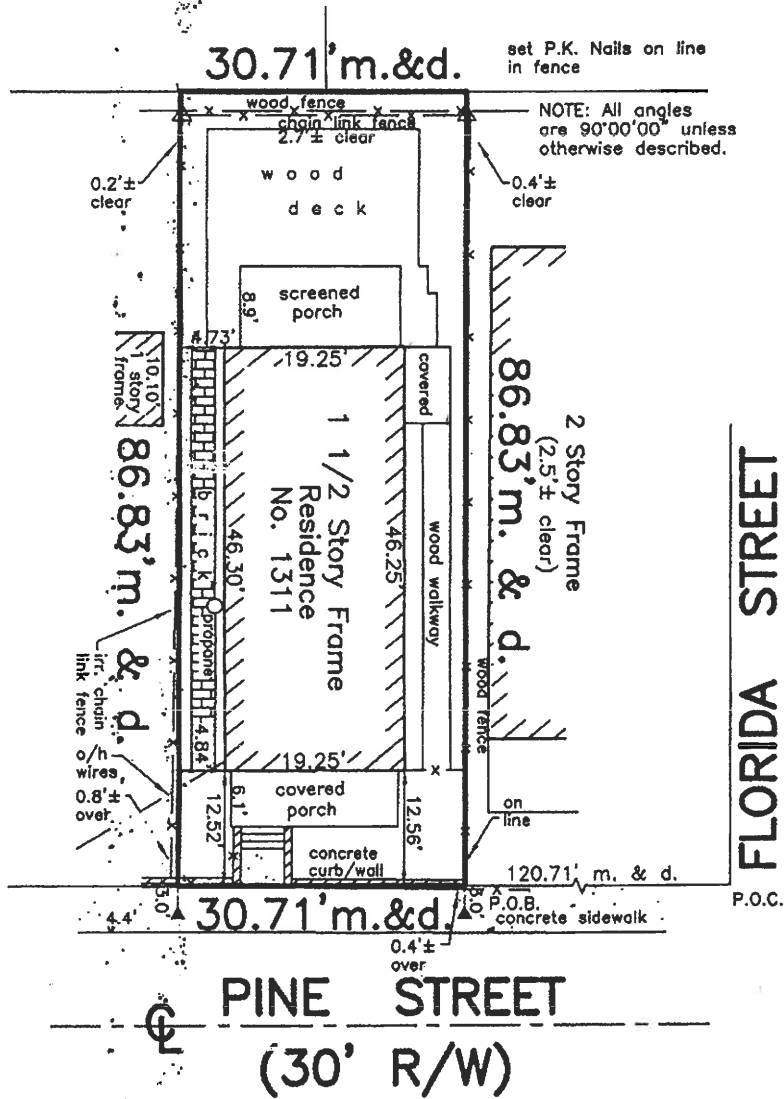 30.71'm.&d.
set P.K. Nails on line
in fence
wood fence
chain link fence
2.7'± clear
NOTE: All angles
are 90°00'00" unless
otherwise described.
0.2'±
clear
0.4'±
clear
wood
deck
screened
porch
8.9'
4.73'
19.25'
covered
10.10'
1 story
frame
86.83'm. & d.
brick
46.30'
1 1/2 Story Frame
Residence
No. 1311
46.25'
wood walkway
86.83'm. & d.
2 Story Frame
(2.5'± clear)
FLORIDA STREET
propane
irr. chain
link fence
wood fence
4.84'
19.25'
o/h
wires,
0.8'±
over
12.52'
6.1'
covered
porch
12.56'
on
line
concrete
curb/wall
120.71' m. & d.
3.0'
4.4'
30.71'm.&d.
P.O.B.
P.O.C.
concrete sidewalk
0.4'±
over
PINE STREET
CL
(30' R/W)